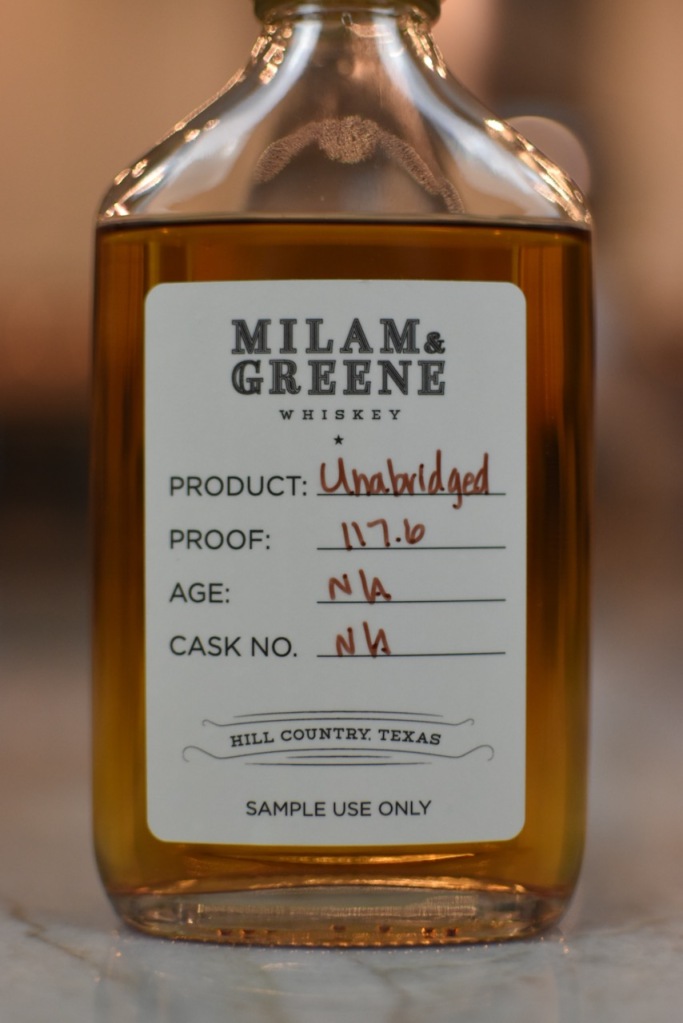 MILAM &
GREENE
WHISKEY
PRODUCT: Unabridged
PROOF: 117.6
AGE: NA
CASK NO. NA
HILL COUNTRY, TEXAS
SAMPLE USE ONLY